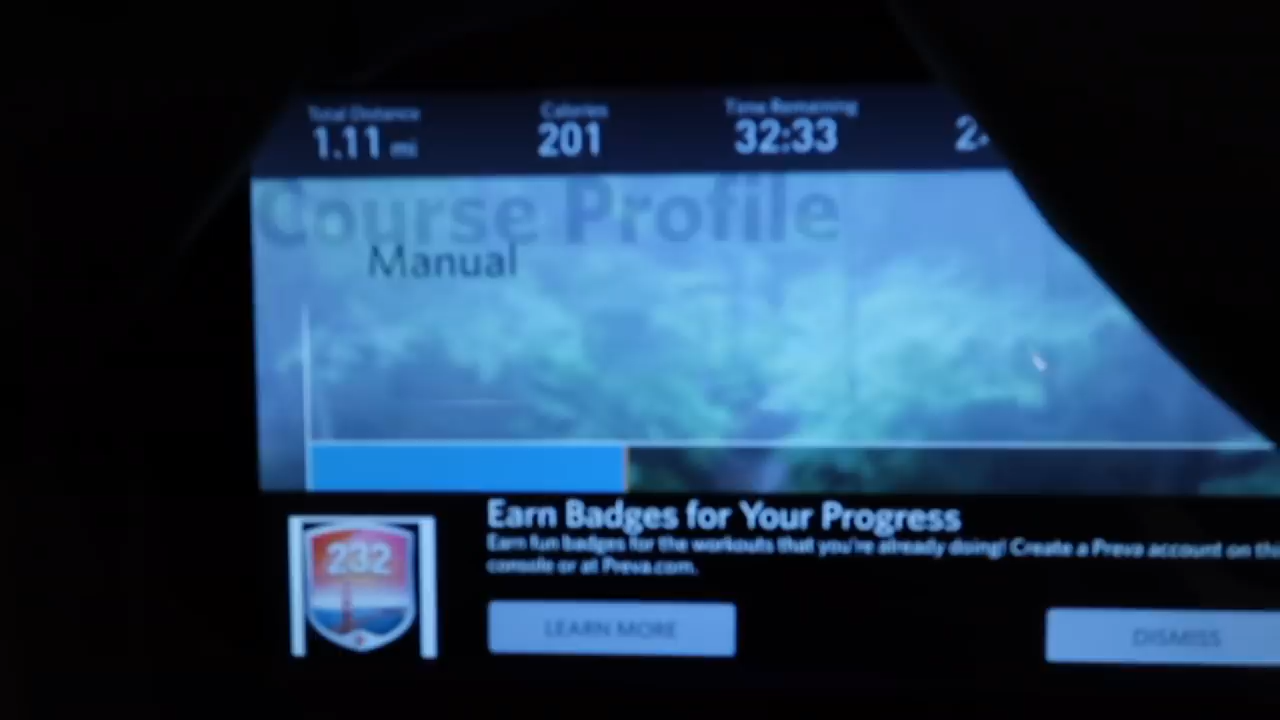 Total Distance
Calories
Time Remaining
1.11 mi
201
32:33
2.
Course Profile
Manual
Earn Badges for Your Progress
Earn fun badges for the workouts that you're already doing! Create a Preva account on this
console or at Preva.com.
232
LEARN MORE
DISMISS